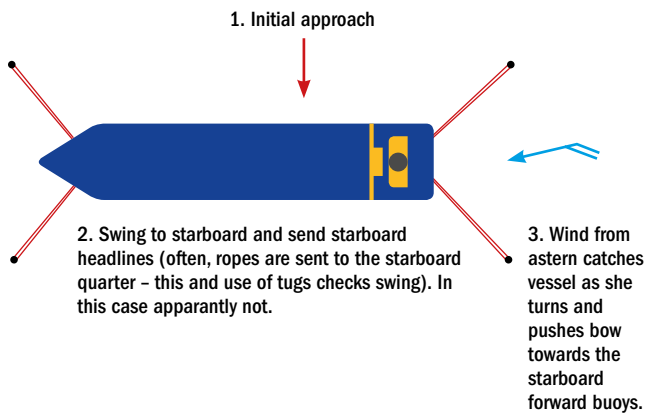 1. Initial approach
2. Swing to starboard and send starboard
headlines (often, ropes are sent to the starboard
quarter – this and use of tugs checks swing). In
this case apparantly not.
3. Wind from
astern catches
vessel as she
turns and
pushes bow
towards the
starboard
forward buoys.